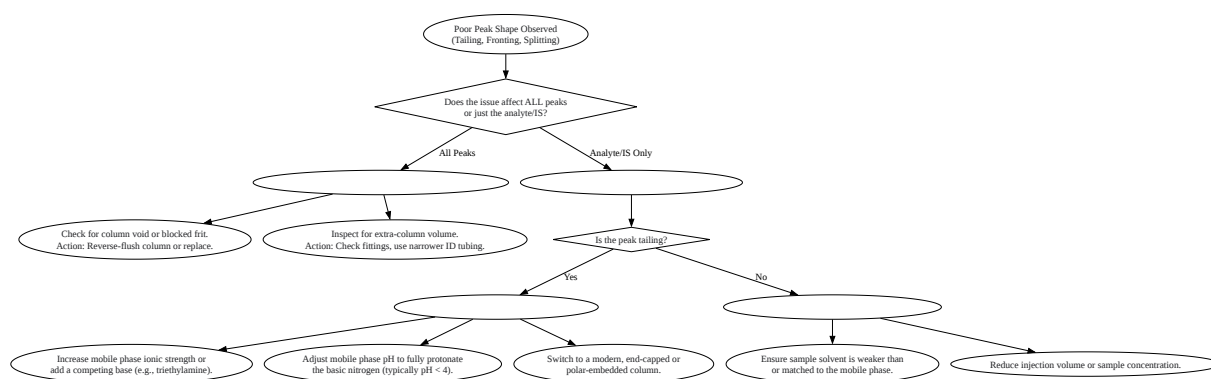 Poor Peak Shape Observed
(Tailing, Fronting, Splitting)
Does the issue affect ALL peaks
or just the analyte/IS?
All Peaks
Analyte/IS Only
Check for column void or blocked frit.
Action: Reverse-flush column or replace.
Inspect for extra-column volume.
Action: Check fittings, use narrower ID tubing.
Is the peak tailing?
Yes
No
Increase mobile phase ionic strength or
add a competing base (e.g., triethylamine).
Adjust mobile phase pH to fully protonate
the basic nitrogen (typically pH < 4).
Switch to a modern, end-capped or
polar-embedded column.
Ensure sample solvent is weaker than
or matched to the mobile phase.
Reduce injection volume or sample concentration.